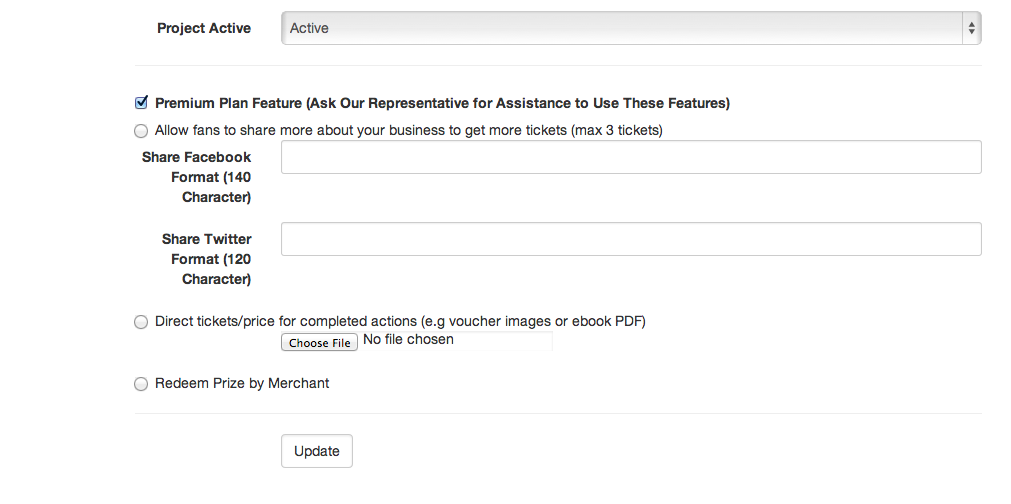 Project Active
Active
Premium Plan Feature (Ask Our Representative for Assistance to Use These Features)
Allow fans to share more about your business to get more tickets (max 3 tickets)
Share Facebook
Format (140
Character)
Share Twitter
Format (120
Character)
Direct tickets/price for completed actions (e.g voucher images or ebook PDF)
Choose File No file chosen
Redeem Prize by Merchant
Update